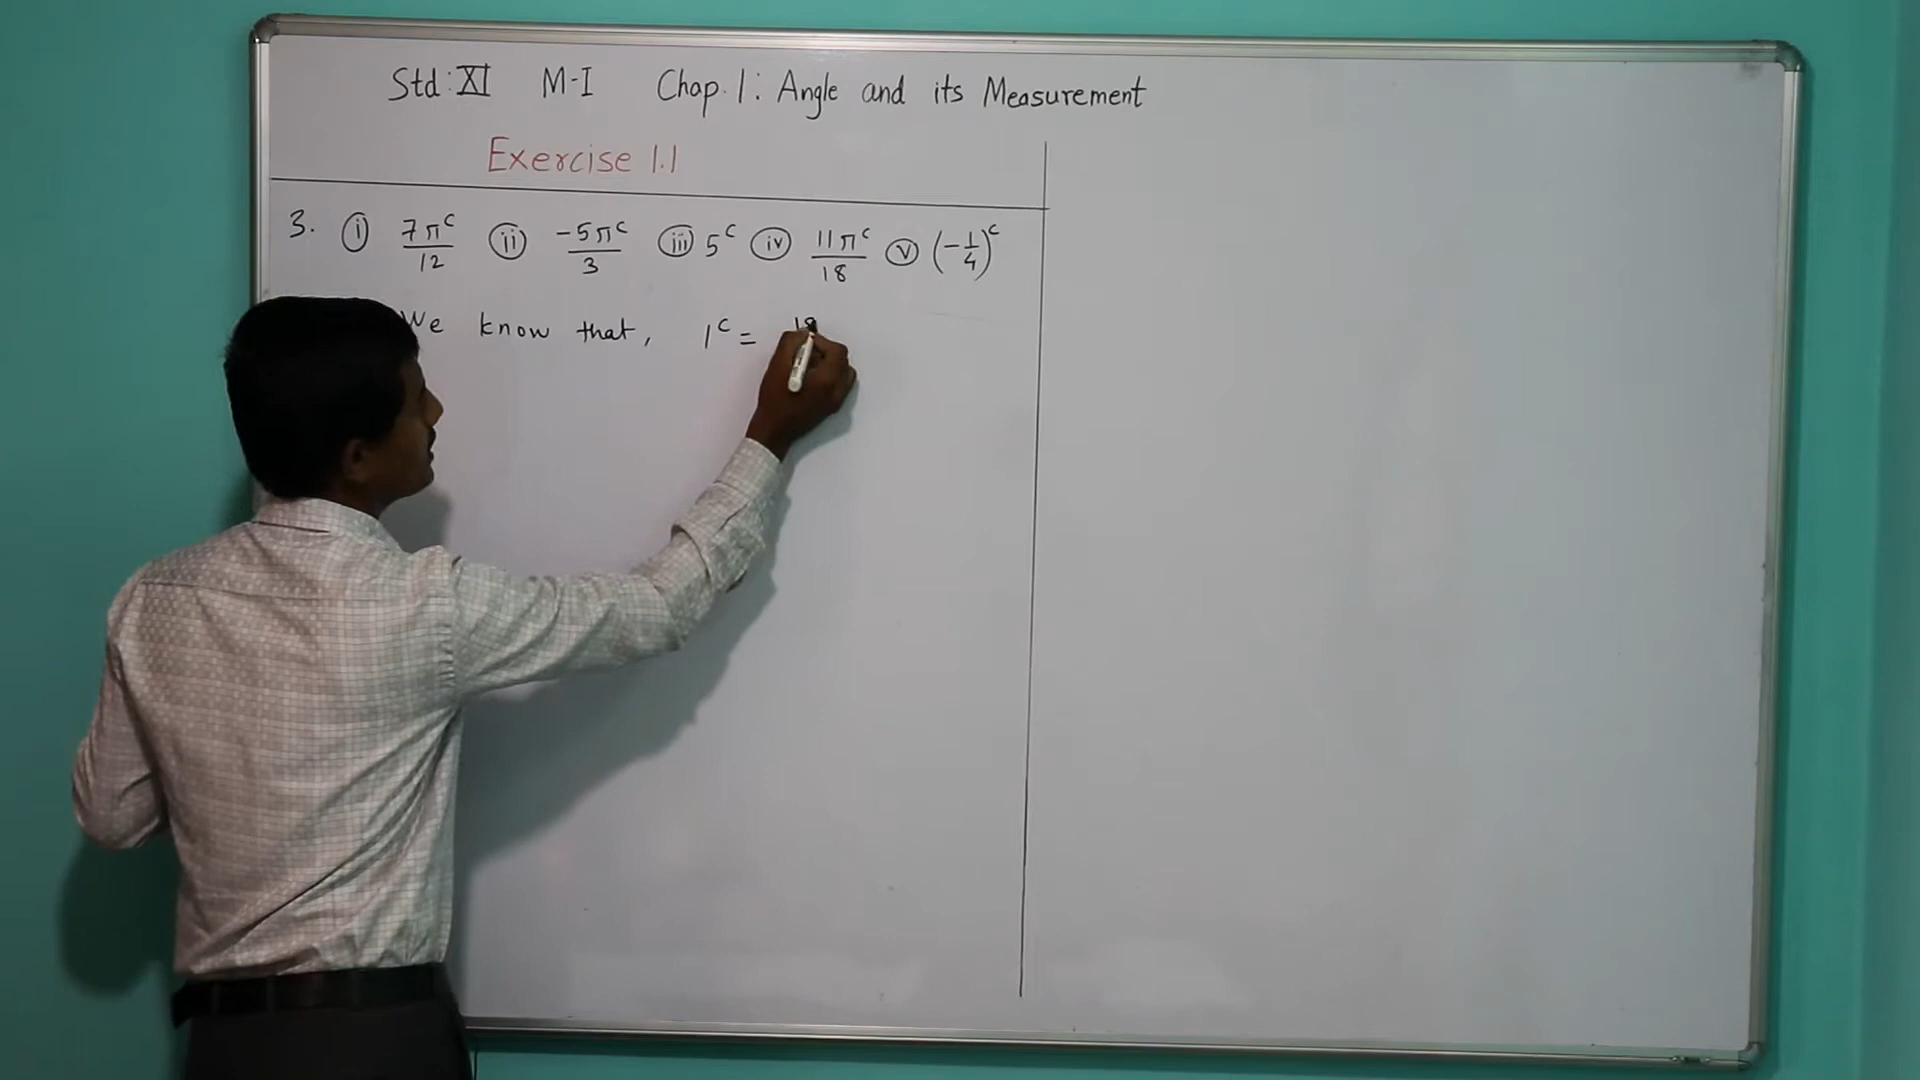 Std: XI M-I Chap. 1: Angle and its Measurement
Exercise 1.1
3. (i) 7π^c/12 (ii) -5π^c/3 (iii) 5^c (iv) 11π^c/18 (v) (-1/4)^c
We know that, 1^c = 18